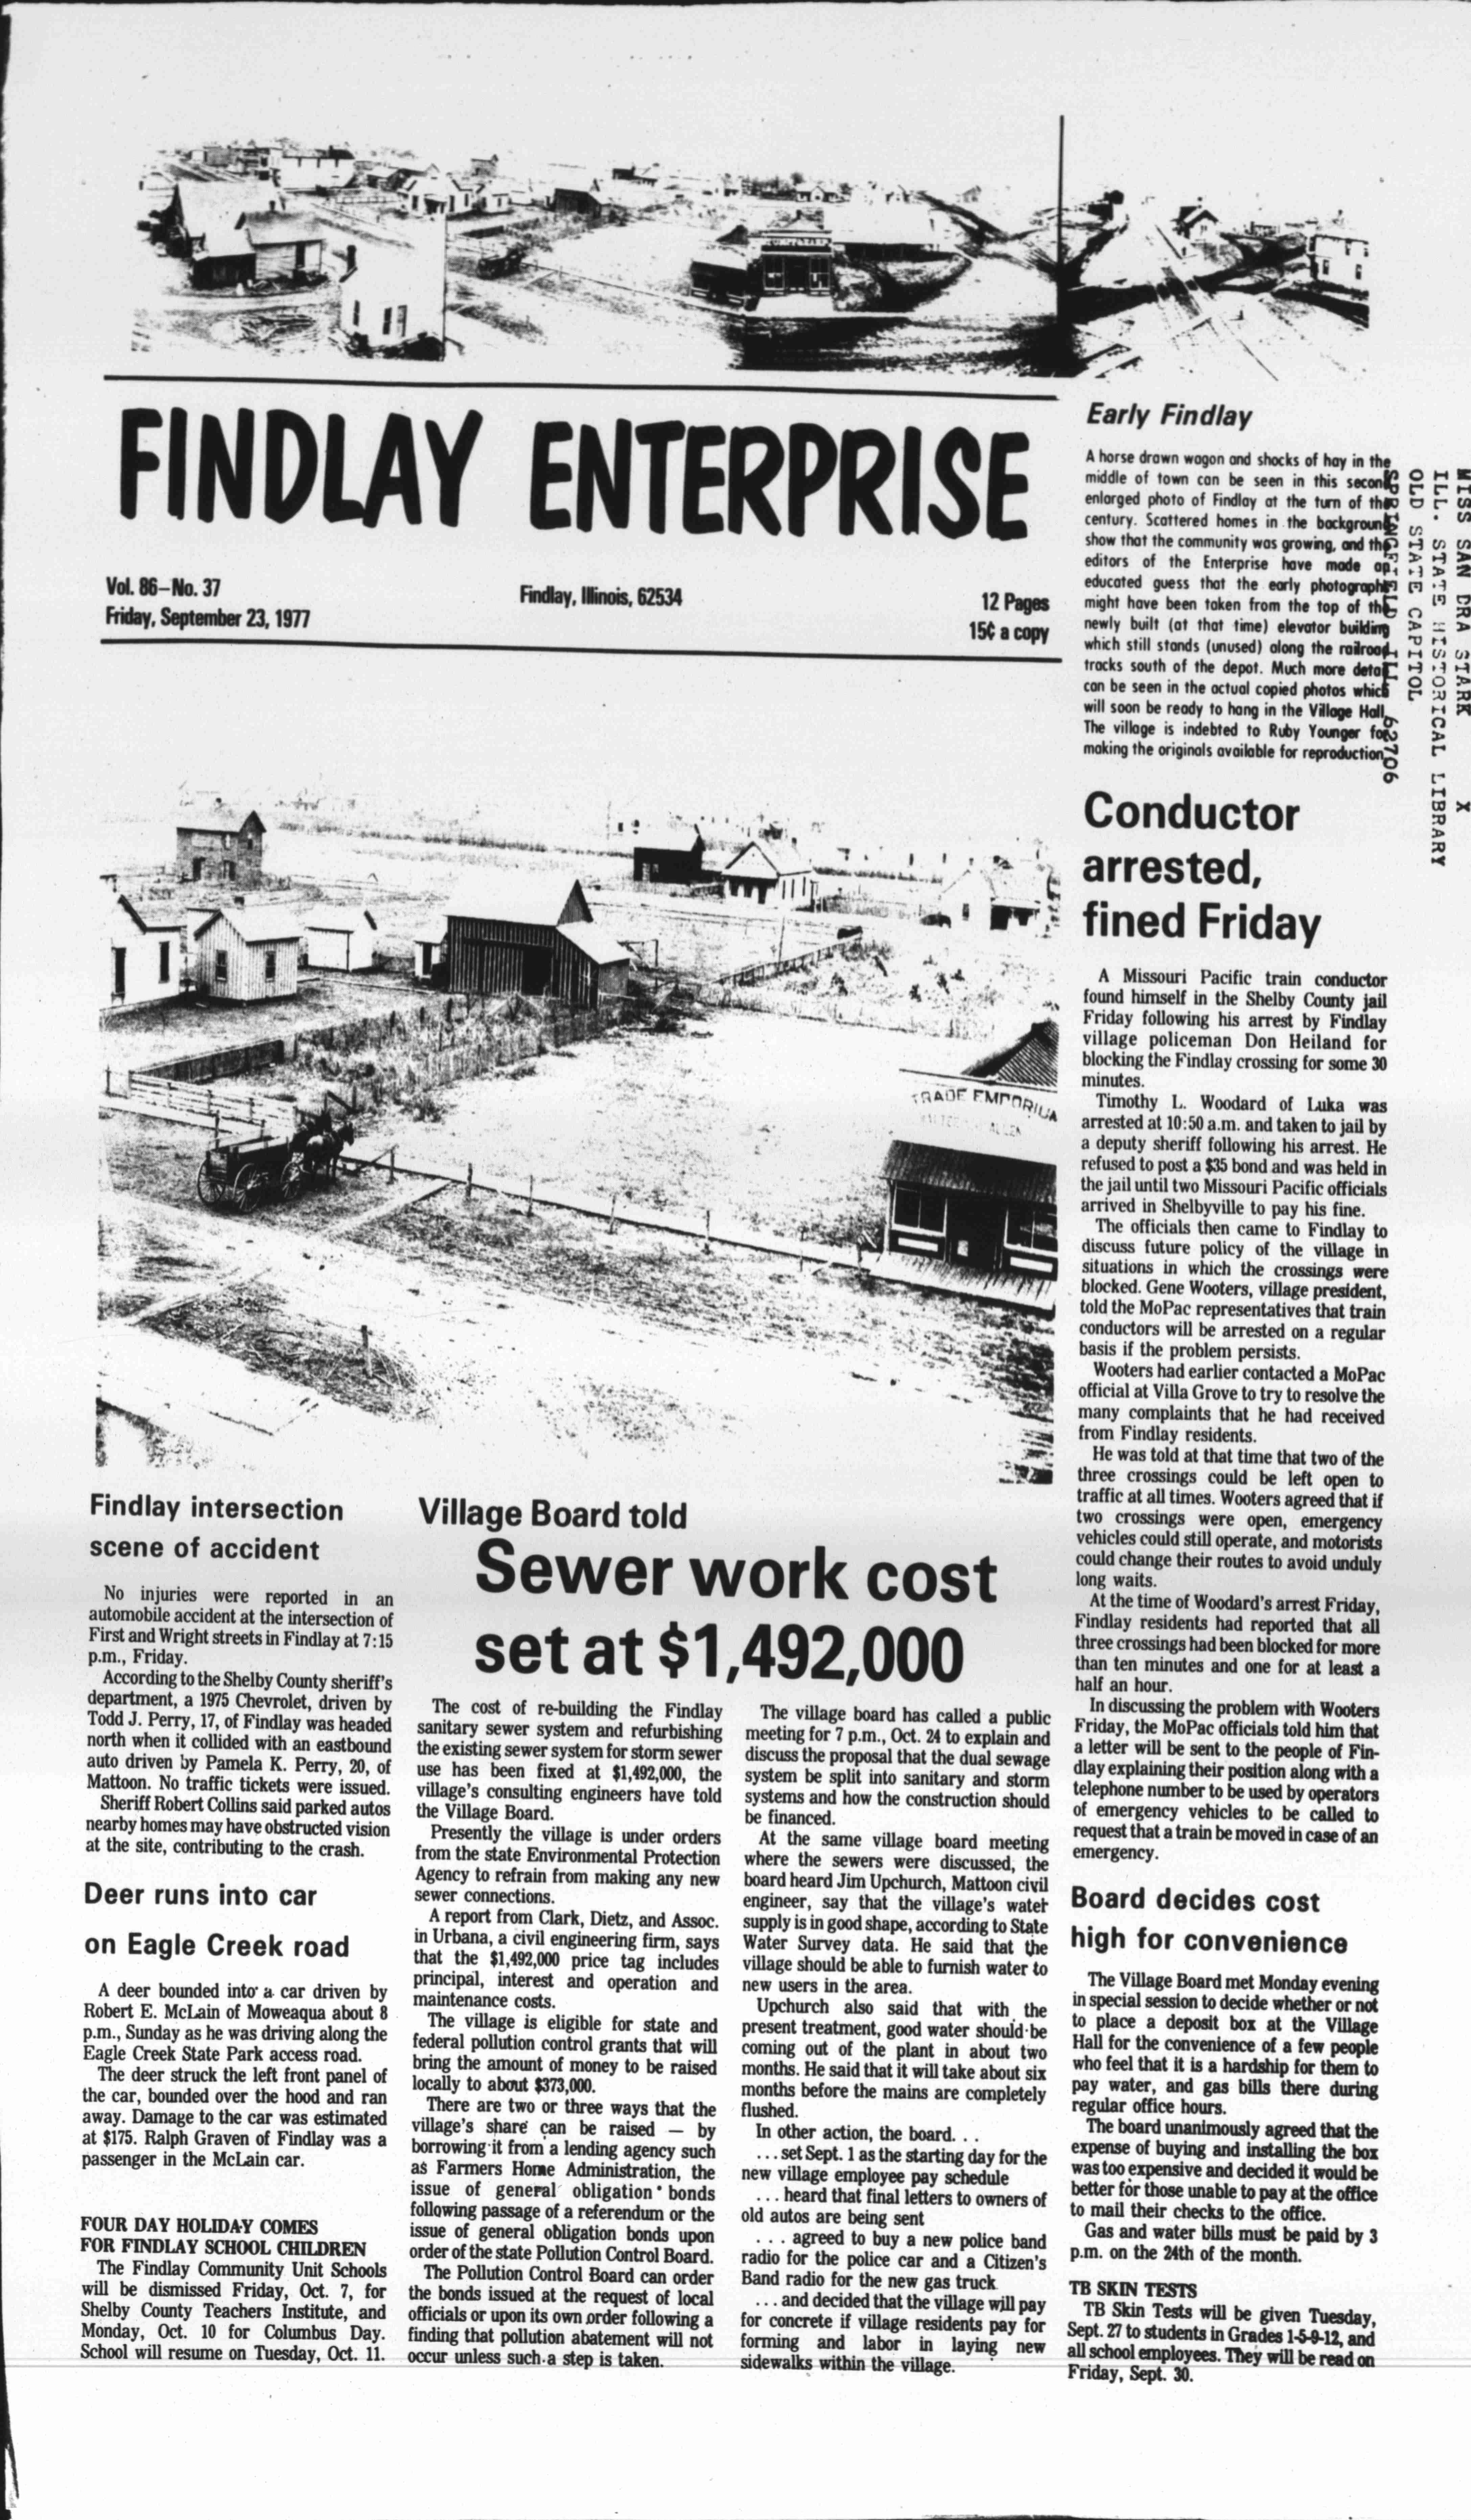 FINDLAY ENTERPRISE
Vol. 86—No. 37
Friday, September 23, 1977
Findlay, Illinois, 62534
12 Pages
15¢ a copy
Early Findlay
A horse drawn wagon and shocks of hay in the
middle of town can be seen in this second
enlarged photo of Findlay at the turn of the
century. Scattered homes in the background
show that the community was growing, and the
editors of the Enterprise have made an
educated guess that the early photographs
might have been taken from the top of the
newly built (at that time) elevator building
which still stands (unused) along the railroad
tracks south of the depot. Much more detail
can be seen in the actual copied photos which
will soon be ready to hang in the Village Hall.
The village is indebted to Ruby Younger for
making the originals available for reproduction.
MISS SAN DRA STARK X
ILL. STATE HISTORICAL LIBRARY
OLD STATE CAPITOL
SPRINGFIELD ILL 62706
TRADE EMPORIUM
Conductor
arrested,
fined Friday
A Missouri Pacific train conductor
found himself in the Shelby County jail
Friday following his arrest by Findlay
village policeman Don Heiland for
blocking the Findlay crossing for some 30
minutes.
Timothy L. Woodard of Luka was
arrested at 10:50 a.m. and taken to jail by
a deputy sheriff following his arrest. He
refused to post a $35 bond and was held in
the jail until two Missouri Pacific officials
arrived in Shelbyville to pay his fine.
The officials then came to Findlay to
discuss future policy of the village in
situations in which the crossings were
blocked. Gene Wooters, village president,
told the MoPac representatives that train
conductors will be arrested on a regular
basis if the problem persists.
Wooters had earlier contacted a MoPac
official at Villa Grove to try to resolve the
many complaints that he had received
from Findlay residents.
He was told at that time that two of the
three crossings could be left open to
traffic at all times. Wooters agreed that if
two crossings were open, emergency
vehicles could still operate, and motorists
could change their routes to avoid unduly
long waits.
At the time of Woodard's arrest Friday,
Findlay residents had reported that all
three crossings had been blocked for more
than ten minutes and one for at least a
half an hour.
In discussing the problem with Wooters
Friday, the MoPac officials told him that
a letter will be sent to the people of Fin-
dlay explaining their position along with a
telephone number to be used by operators
of emergency vehicles to be called to
request that a train be moved in case of an
emergency.
Findlay intersection
scene of accident
No injuries were reported in an
automobile accident at the intersection of
First and Wright streets in Findlay at 7:15
p.m., Friday.
According to the Shelby County sheriff's
department, a 1975 Chevrolet, driven by
Todd J. Perry, 17, of Findlay was headed
north when it collided with an eastbound
auto driven by Pamela K. Perry, 20, of
Mattoon. No traffic tickets were issued.
Sheriff Robert Collins said parked autos
nearby homes may have obstructed vision
at the site, contributing to the crash.
Deer runs into car
on Eagle Creek road
A deer bounded into a car driven by
Robert E. McLain of Moweaqua about 8
p.m., Sunday as he was driving along the
Eagle Creek State Park access road.
The deer struck the left front panel of
the car, bounded over the hood and ran
away. Damage to the car was estimated
at $175. Ralph Graven of Findlay was a
passenger in the McLain car.
FOUR DAY HOLIDAY COMES
FOR FINDLAY SCHOOL CHILDREN
The Findlay Community Unit Schools
will be dismissed Friday, Oct. 7, for
Shelby County Teachers Institute, and
Monday, Oct. 10 for Columbus Day.
School will resume on Tuesday, Oct. 11.
Village Board told
Sewer work cost
set at $1,492,000
The cost of re-building the Findlay
sanitary sewer system and refurbishing
the existing sewer system for storm sewer
use has been fixed at $1,492,000, the
village's consulting engineers have told
the Village Board.
Presently the village is under orders
from the state Environmental Protection
Agency to refrain from making any new
sewer connections.
A report from Clark, Dietz, and Assoc.
in Urbana, a civil engineering firm, says
that the $1,492,000 price tag includes
principal, interest and operation and
maintenance costs.
The village is eligible for state and
federal pollution control grants that will
bring the amount of money to be raised
locally to about $373,000.
There are two or three ways that the
village's share can be raised — by
borrowing it from a lending agency such
as Farmers Home Administration, the
issue of general obligation bonds
following passage of a referendum or the
issue of general obligation bonds upon
order of the state Pollution Control Board.
The Pollution Control Board can order
the bonds issued at the request of local
officials or upon its own order following a
finding that pollution abatement will not
occur unless such a step is taken.
The village board has called a public
meeting for 7 p.m., Oct. 24 to explain and
discuss the proposal that the dual sewage
system be split into sanitary and storm
systems and how the construction should
be financed.
At the same village board meeting
where the sewers were discussed, the
board heard Jim Upchurch, Mattoon civil
engineer, say that the village's water
supply is in good shape, according to State
Water Survey data. He said that the
village should be able to furnish water to
new users in the area.
Upchurch also said that with the
present treatment, good water should be
coming out of the plant in about two
months. He said that it will take about six
months before the mains are completely
flushed.
In other action, the board. . .
. . . set Sept. 1 as the starting day for the
new village employee pay schedule
. . . heard that final letters to owners of
old autos are being sent
. . . agreed to buy a new police band
radio for the police car and a Citizen's
Band radio for the new gas truck
. . . and decided that the village will pay
for concrete if village residents pay for
forming and labor in laying new
sidewalks within the village.
Board decides cost
high for convenience
The Village Board met Monday evening
in special session to decide whether or not
to place a deposit box at the Village
Hall for the convenience of a few people
who feel that it is a hardship for them to
pay water, and gas bills there during
regular office hours.
The board unanimously agreed that the
expense of buying and installing the box
was too expensive and decided it would be
better for those unable to pay at the office
to mail their checks to the office.
Gas and water bills must be paid by 3
p.m. on the 24th of the month.
TB SKIN TESTS
TB Skin Tests will be given Tuesday,
Sept. 27 to students in Grades 1-5-9-12, and
all school employees. They will be read on
Friday, Sept. 30.